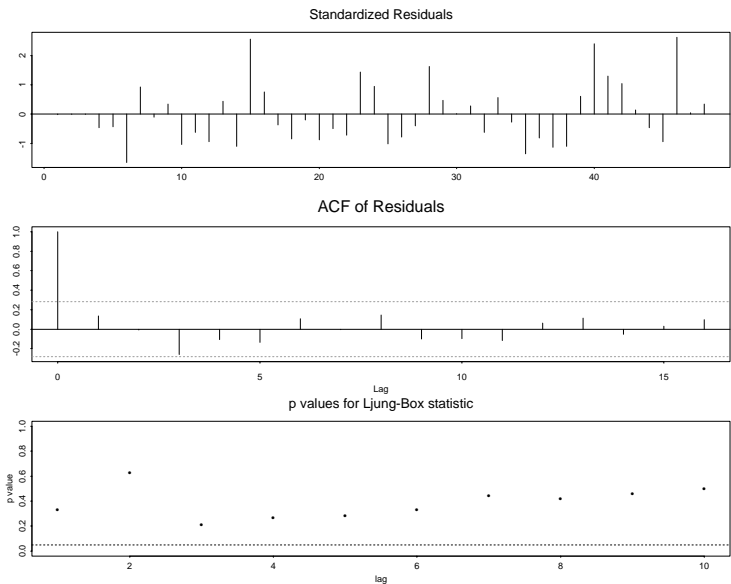 Standardized Residuals
2
1
0
-1
0 10 20 30 40
ACF of Residuals
1.0
0.8
0.6
0.4
0.2
0.0
-0.2
0 5 10 15
Lag
p values for Ljung-Box statistic
1.0
0.8
0.6
0.4
0.2
0.0
p value
2 4 6 8 10
lag